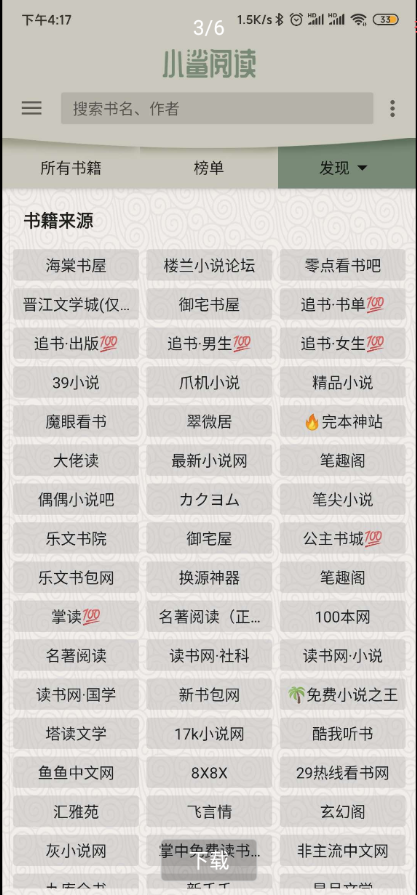 下午4:17
3/6
1.5K/s
33
小鲨阅读
搜索书名、作者
所有书籍 榜单 发现
书籍来源
海棠书屋 楼兰小说论坛 零点看书吧
晋江文学城(仅... 御宅书屋 追书·书单💯
追书·出版💯 追书·男生💯 追书·女生💯
39小说 爪机小说 精品小说
魔眼看书 翠微居 🔥完本神站
大佬读 最新小说网 笔趣阁
偶偶小说吧 カクヨム 笔尖小说
乐文书院 御宅屋 公主书城💯
乐文书包网 换源神器 笔趣阁
掌读💯 名著阅读（正... 100本网
名著阅读 读书网·社科 读书网·小说
读书网·国学 新书包网 🌴免费小说之王
塔读文学 17k小说网 酷我听书
鱼鱼中文网 8X8X 29热线看书网
汇雅苑 飞言情 玄幻阁
灰小说网 掌中免费读书... 非主流中文网
下载